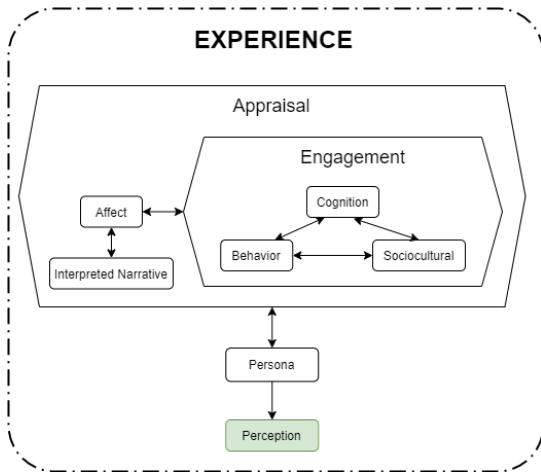 EXPERIENCE
Appraisal
Engagement
Cognition
Affect
Behavior
Sociocultural
Interpreted Narrative
Persona
Perception